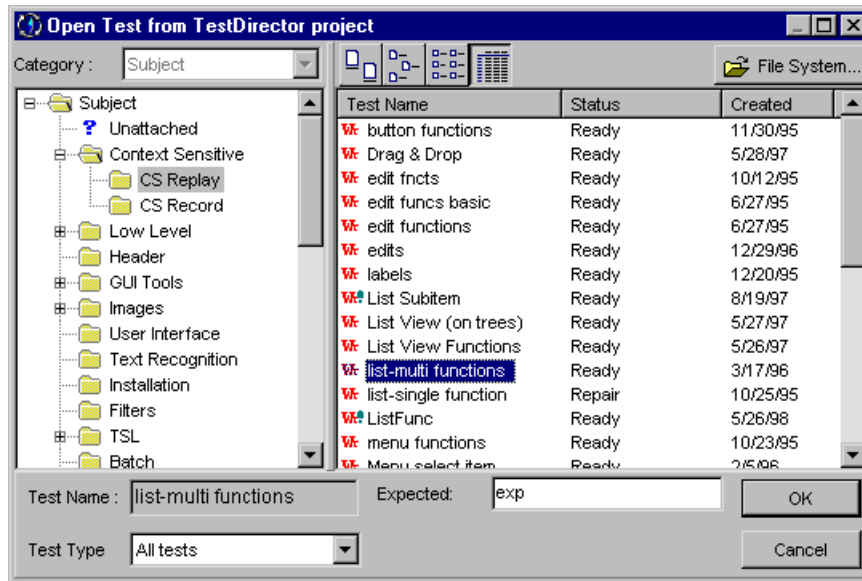 Open Test from TestDirector project
Category : Subject
File System...
Subject
Unattached
Context Sensitive
CS Replay
CS Record
Low Level
Header
GUI Tools
Images
User Interface
Text Recognition
Installation
Filters
TSL
Batch
Test Name Status Created
button functions Ready 11/30/95
Drag & Drop Ready 5/28/97
edit fncts Ready 10/12/95
edit funcs basic Ready 6/27/95
edit functions Ready 6/27/95
edits Ready 12/29/96
labels Ready 12/20/95
List Subitem Ready 8/19/97
List View (on trees) Ready 5/27/97
List View Functions Ready 5/26/97
list-multi functions Ready 3/17/96
list-single function Repair 10/25/95
ListFunc Ready 5/26/98
menu functions Ready 10/23/95
Menu select item Ready 2/5/96
Test Name : list-multi functions Expected: exp OK
Test Type All tests Cancel